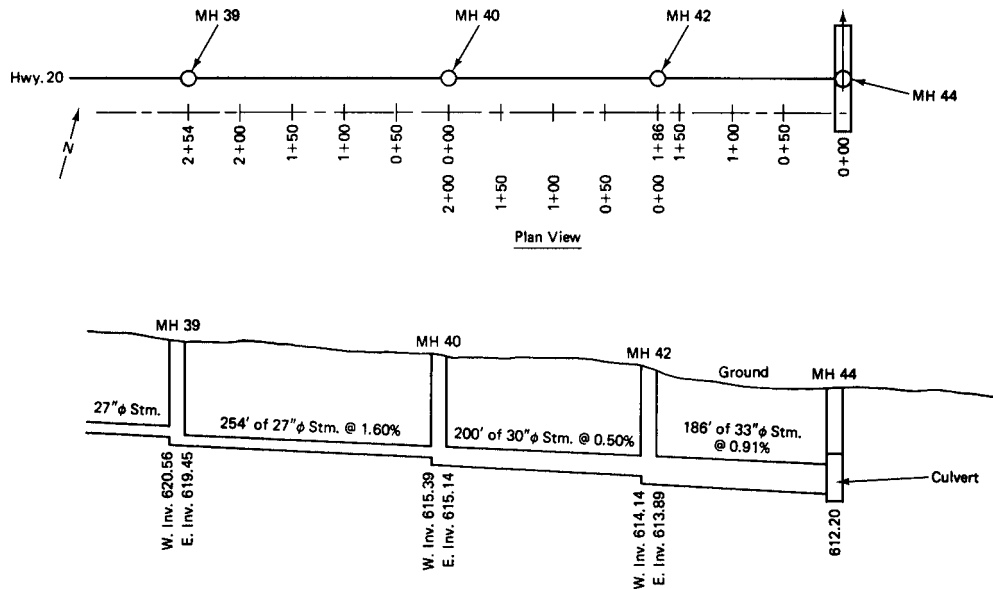 MH 39
MH 40
MH 42
Hwy. 20
MH 44
N
2+54
2+00
1+50
1+00
0+50
0+00
1+86
1+50
1+00
0+50
0+00
2+00
1+50
1+00
0+50
0+00
Plan View
MH 39
MH 40
MH 42
Ground
MH 44
27"ϕ Stm.
254' of 27"ϕ Stm. @ 1.60%
200' of 30"ϕ Stm. @ 0.50%
186' of 33"ϕ Stm.
@ 0.91%
Culvert
W. Inv. 620.56
E. Inv. 619.45
W. Inv. 615.39
E. Inv. 615.14
W. Inv. 614.14
E. Inv. 613.89
612.20